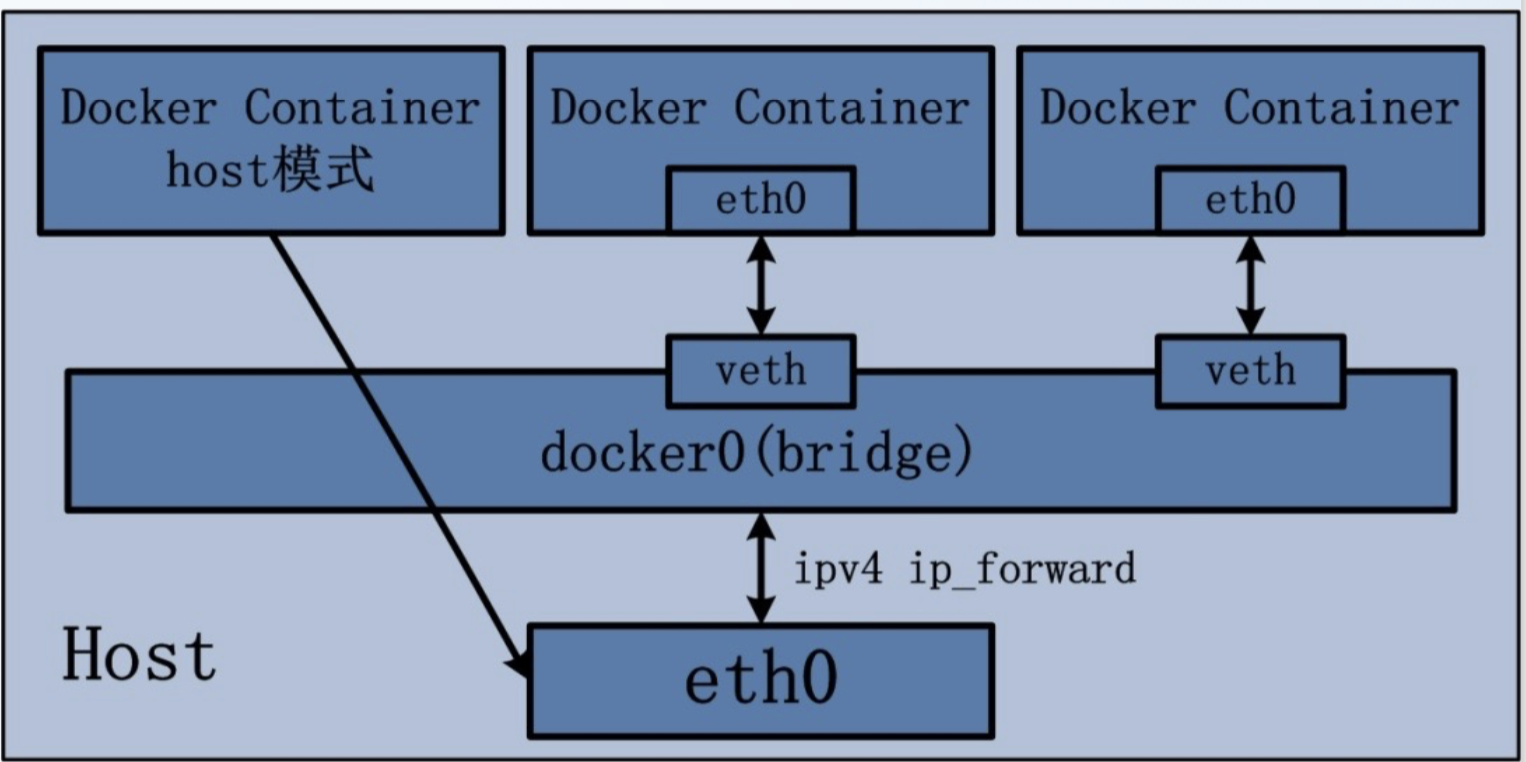 Docker Container
host模式
Docker Container
eth0
Docker Container
eth0
veth
veth
docker0(bridge)
ipv4 ip_forward
Host
eth0